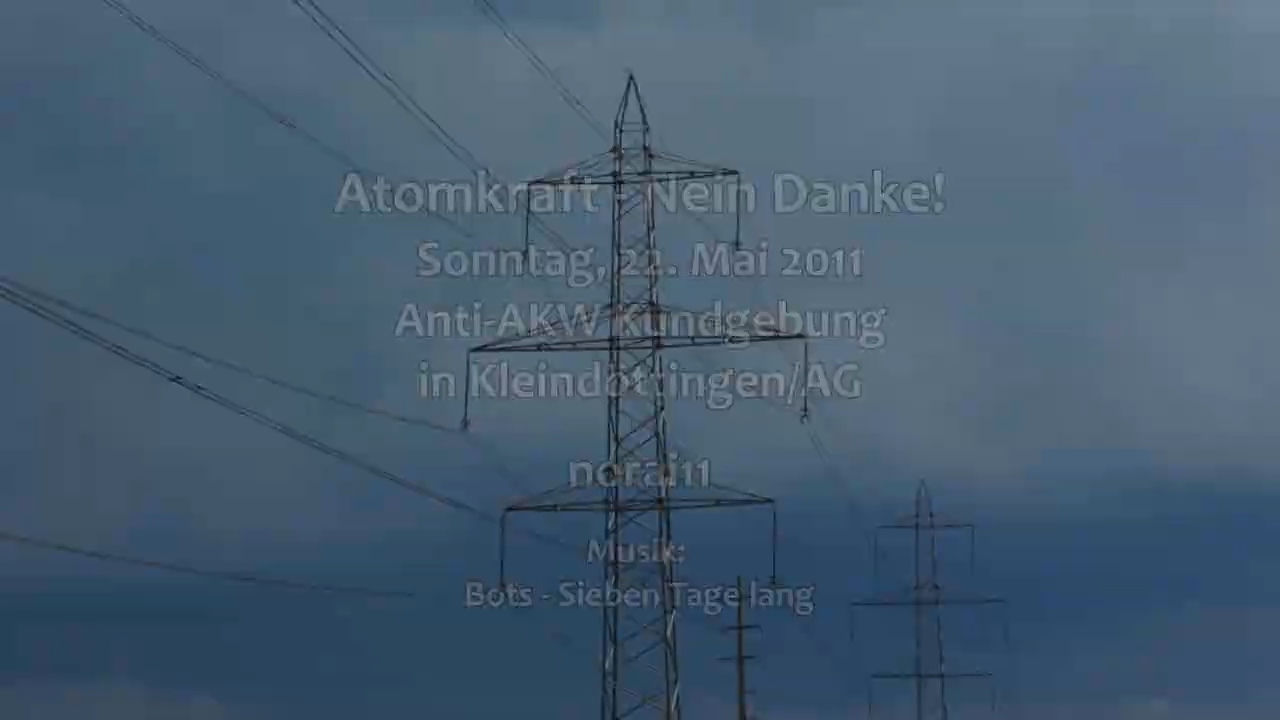 Atomkraft - Nein Danke!
Sonntag, 22. Mai 2011
Anti-AKW Kundgebung
in Kleindöttingen/AG
norai11
Musik:
Bots - Sieben Tage lang